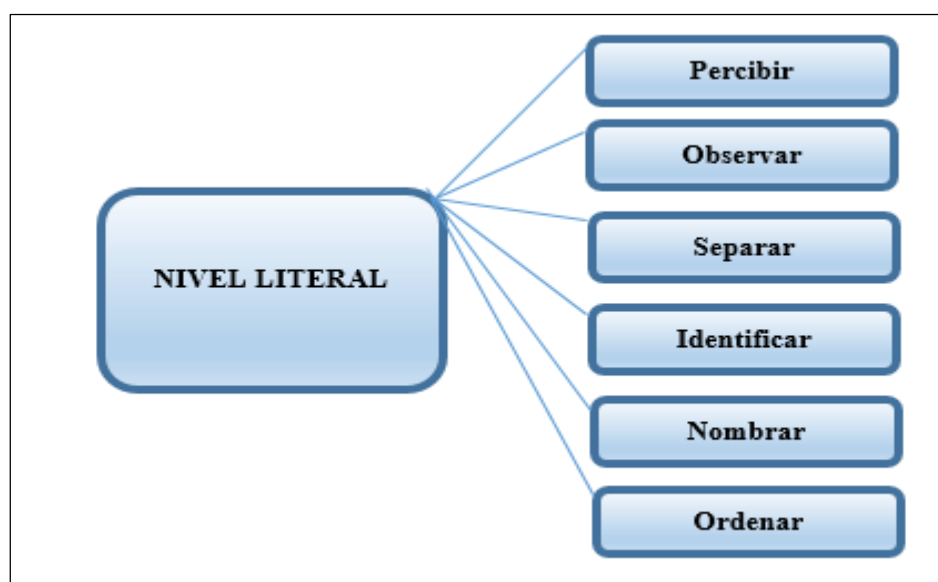 NIVEL LITERAL
Percibir
Observar
Separar
Identificar
Nombrar
Ordenar